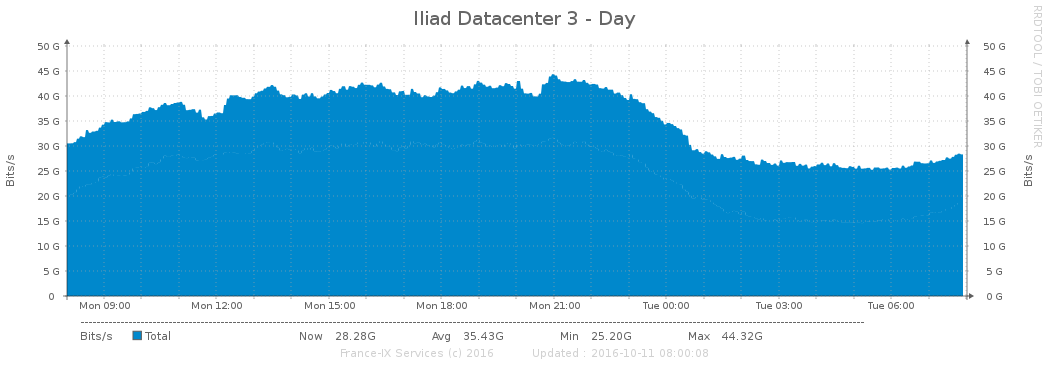 Iliad Datacenter 3 - Day
RRDTOOL / TOBI OETIKER
50 G 50 G
45 G 45 G
40 G 40 G
35 G 35 G
30 G 30 G
25 G 25 G
20 G 20 G
15 G 15 G
10 G 10 G
5 G 5 G
0 0 G
Bits/s
Bits/s
Mon 09:00 Mon 12:00 Mon 15:00 Mon 18:00 Mon 21:00 Tue 00:00 Tue 03:00 Tue 06:00
Bits/s Total Now 28.28G Avg 35.43G Min 25.20G Max 44.32G
France-IX Services (c) 2016 Updated : 2016-10-11 08:00:08